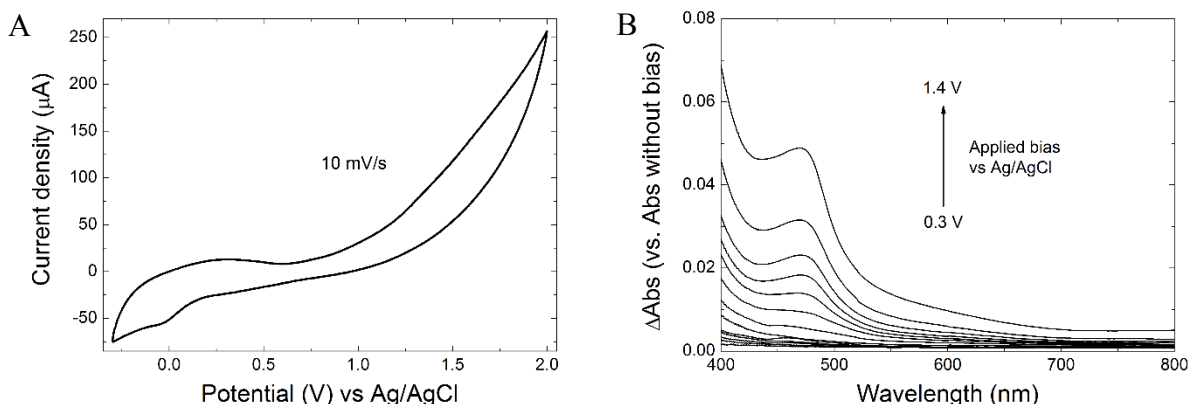 A
Current density (μA)
250
200
150
100
50
0
-50
10 mV/s
0.0
0.5
1.0
1.5
2.0
Potential (V) vs Ag/AgCl
B
ΔAbs (vs. Abs without bias)
0.08
0.06
0.04
0.02
0.00
1.4 V
Applied bias
vs Ag/AgCl
0.3 V
400
500
600
700
800
Wavelength (nm)